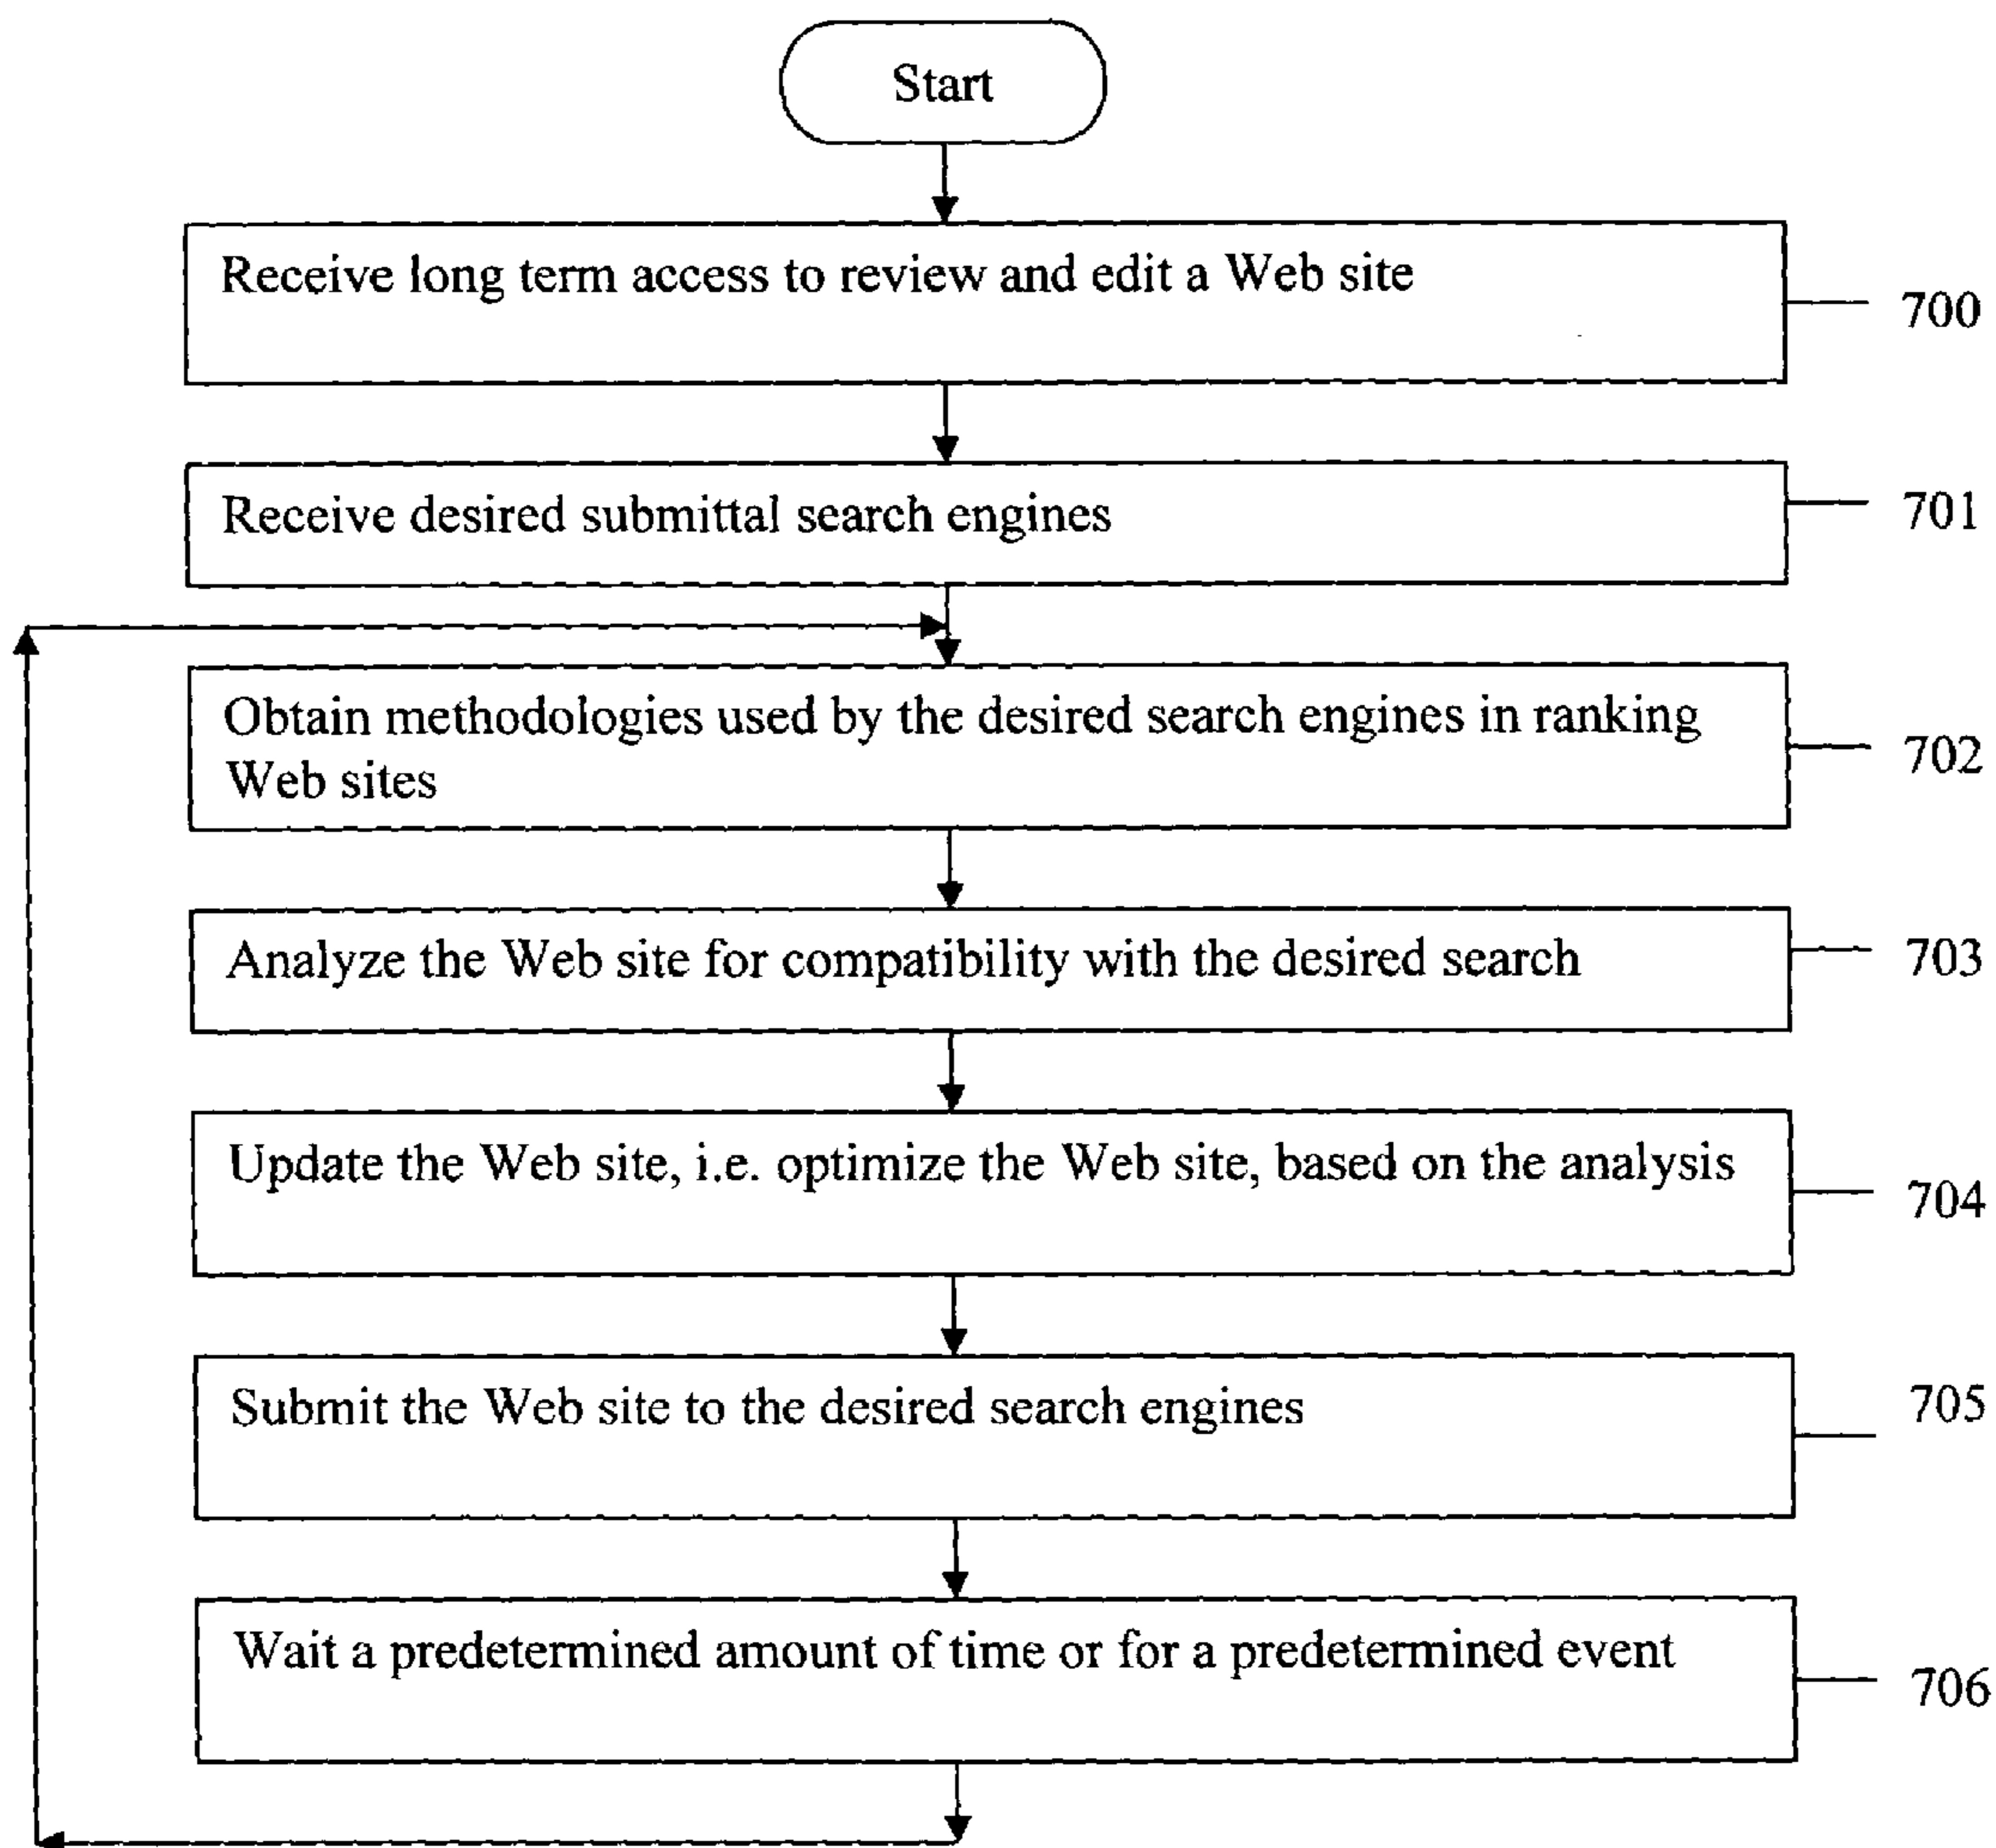 Start
Receive long term access to review and edit a Web site
700
Receive desired submittal search engines
701
Obtain methodologies used by the desired search engines in ranking
Web sites
702
Analyze the Web site for compatibility with the desired search
703
Update the Web site, i.e. optimize the Web site, based on the analysis
704
Submit the Web site to the desired search engines
705
Wait a predetermined amount of time or for a predetermined event
706